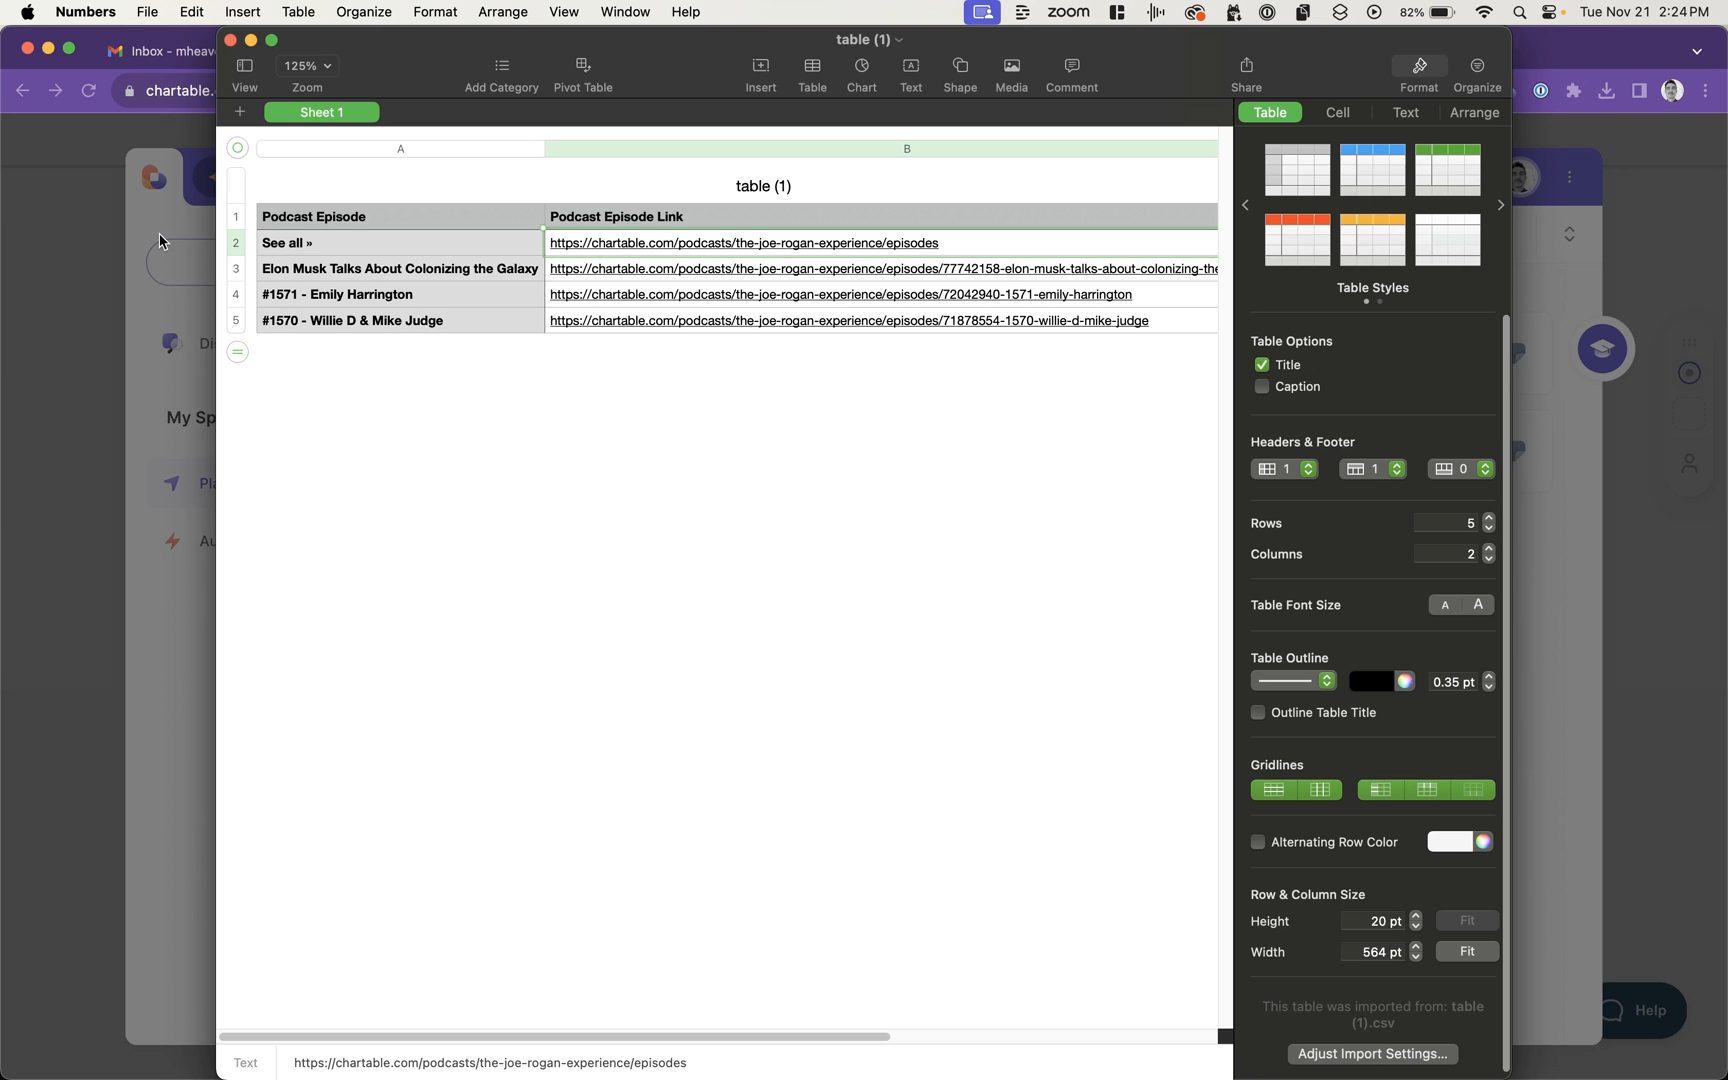 Numbers File Edit Insert Table Organize Format Arrange View Window Help zoom 82% Tue Nov 21 2:24 PM
Inbox - mheav
table (1)
chartable.
125%
View Zoom Add Category Pivot Table Insert Table Chart Text Shape Media Comment Share Format Organize
Sheet 1
Table Cell Text Arrange
A B
table (1)
1 Podcast Episode Podcast Episode Link
2 See all » https://chartable.com/podcasts/the-joe-rogan-experience/episodes
3 Elon Musk Talks About Colonizing the Galaxy https://chartable.com/podcasts/the-joe-rogan-experience/episodes/77742158-elon-musk-talks-about-colonizing-the
4 #1571 - Emily Harrington https://chartable.com/podcasts/the-joe-rogan-experience/episodes/72042940-1571-emily-harrington
5 #1570 - Willie D & Mike Judge https://chartable.com/podcasts/the-joe-rogan-experience/episodes/71878554-1570-willie-d-mike-judge
Di
My Sp
Pla
Au
Table Styles
Table Options
Title
Caption
Headers & Footer
1 1 0
Rows 5
Columns 2
Table Font Size A A
Table Outline
0.35 pt
Outline Table Title
Gridlines
Alternating Row Color
Row & Column Size
Height 20 pt Fit
Width 564 pt Fit
This table was imported from: table
(1).csv
Adjust Import Settings...
Help
Text https://chartable.com/podcasts/the-joe-rogan-experience/episodes